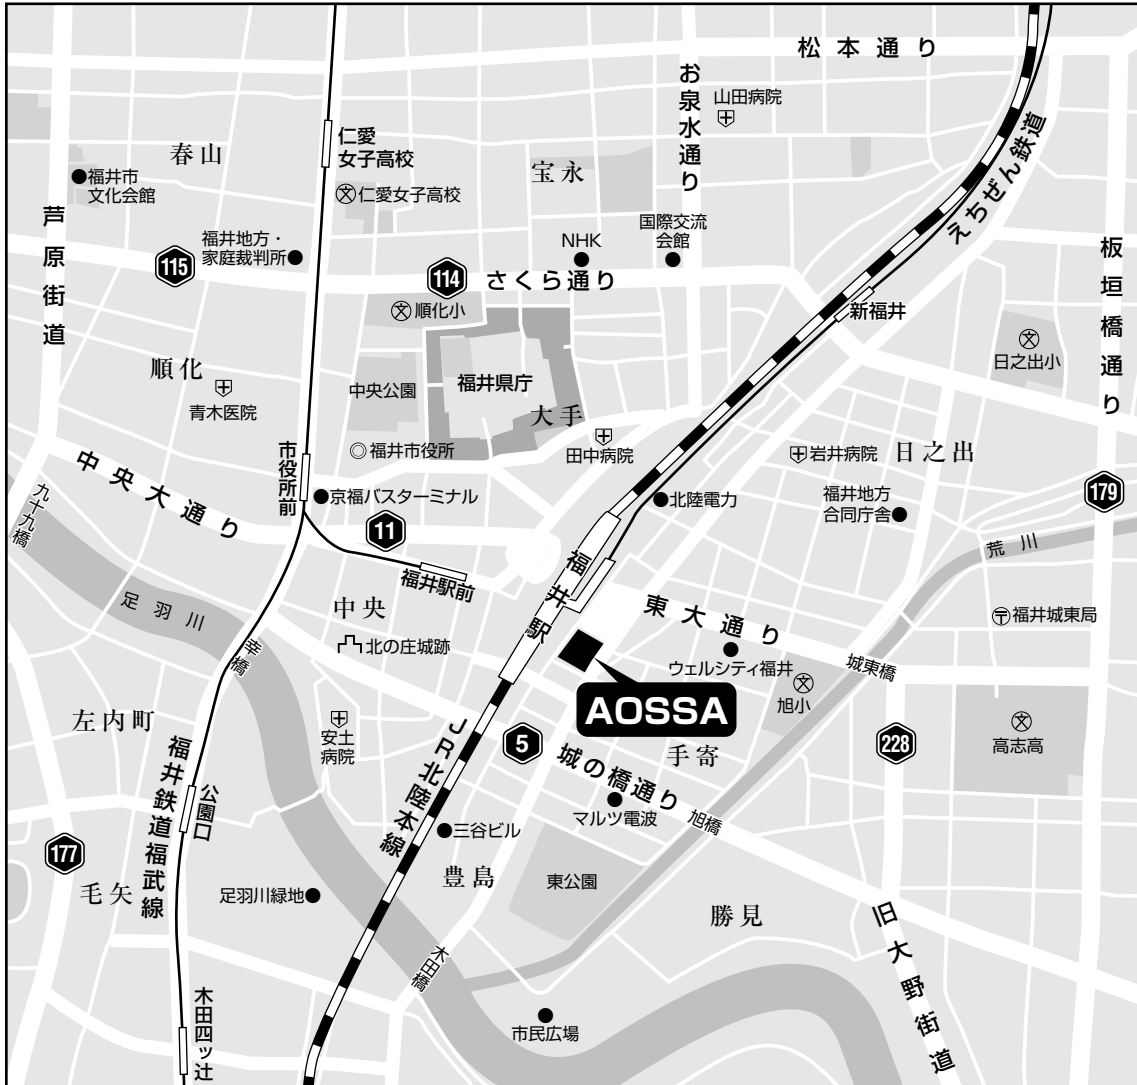 松本通り
お泉水通り
山田病院
仁愛
女子高校
春山
宝永
えちぜん鉄道
福井市
文化会館
仁愛女子高校
芦原街道
国際交流
会館
福井地方・
家庭裁判所
NHK
板垣橋通り
115
114
さくら通り
順化小
新福井
日之出小
順化
中央公園
福井県庁
青木医院
大手
福井市役所
田中病院
岩井病院
日之出
市役所前
中央大通り
京福バスターミナル
北陸電力
福井地方
合同庁舎
179
九十九橋
11
荒川
福井駅前
福井駅
足羽川
中央
東大通り
福井城東局
幸橋
北の庄城跡
ウェルシティ福井
城東橋
旭小
AOSSA
左内町
安土
病院
JR北陸本線
5
手寄
228
高志高
福井鉄道福武線
公園口
城の橋通り
マルツ電波
旭橋
三谷ビル
177
毛矢
足羽川緑地
豊島
東公園
勝見
旧大野街道
木田橋
木田四ッ辻
市民広場